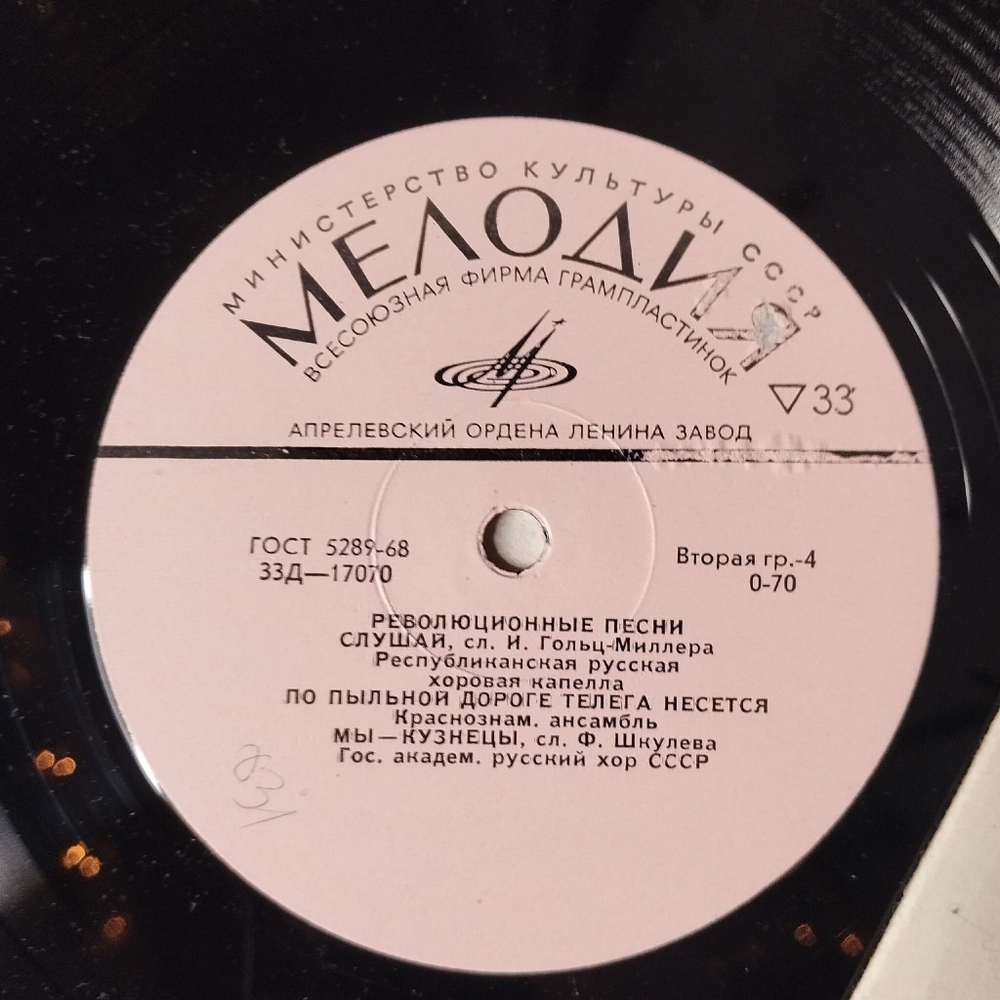 МИНИСТЕРСТВО КУЛЬТУРЫ СССР
МЕЛОДИЯ
ВСЕСОЮЗНАЯ ФИРМА ГРАМПЛАСТИНОК
▽33
АПРЕЛЕВСКИЙ ОРДЕНА ЛЕНИНА ЗАВОД
ГОСТ 5289-68
33Д—17070
Вторая гр.-4
0-70
РЕВОЛЮЦИОННЫЕ ПЕСНИ
СЛУШАЙ, сл. И. Гольц-Миллера
Республиканская русская
хоровая капелла
ПО ПЫЛЬНОЙ ДОРОГЕ ТЕЛЕГА НЕСЕТСЯ
Краснознам. ансамбль
МЫ—КУЗНЕЦЫ, сл. Ф. Шкулева
Гос. академ. русский хор СССР